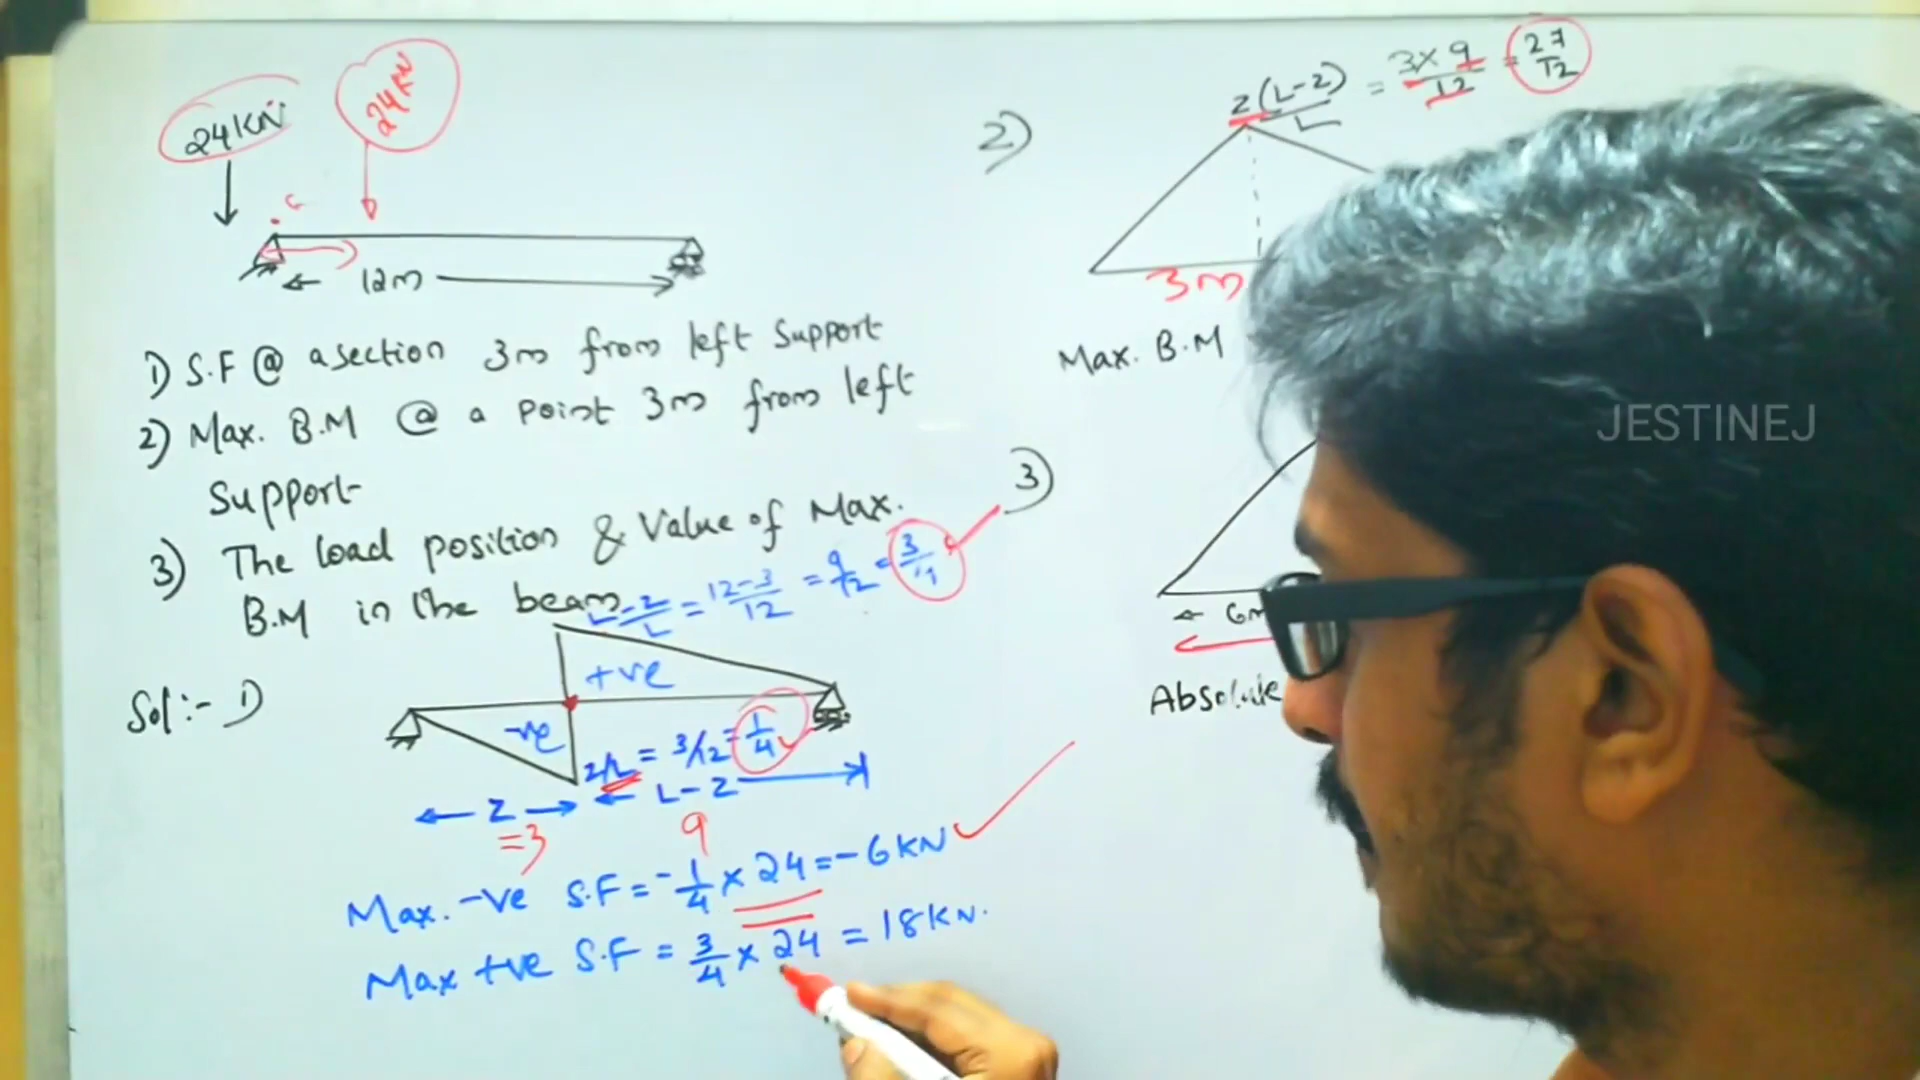 24KN
24KN
12m
1) S.F @ a section 3m from left support
2) Max. B.M @ a point 3m from left
support
3) The load position & Value of Max.
B.M in the beam
L-Z/L = 12-3/12 = 9/12 = 3/4
+ve
Sol:- 1)
-ve
Z/L = 3/12 = 1/4
Z
L-Z
=3
9
Max. -ve S.F = -1/4 x 24 = -6KN
Max +ve S.F = 3/4 x 24 = 18KN.
2)
Z(L-Z)/L = 3x9/12 = 27/12
3m
Max. B.M
3)
6m
Absolute
JESTINEJ